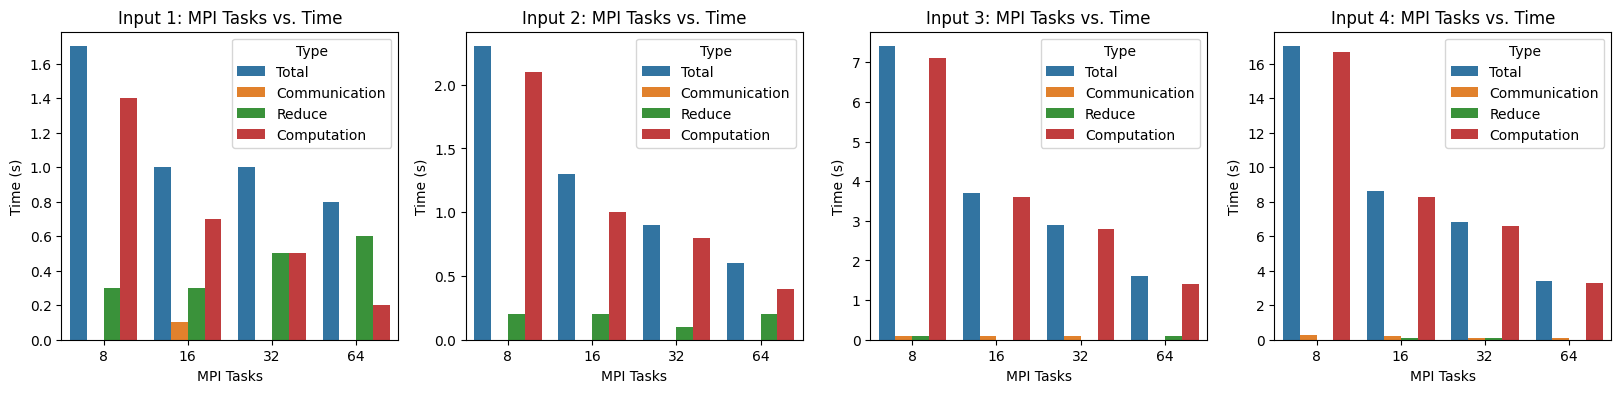 Input 1: MPI Tasks vs. Time
Time (s)
1.6
1.4
1.2
1.0
0.8
0.6
0.4
0.2
0.0
Type
Total
Communication
Reduce
Computation
8 16 32 64
MPI Tasks
Input 2: MPI Tasks vs. Time
Time (s)
2.0
1.5
1.0
0.5
0.0
Type
Total
Communication
Reduce
Computation
8 16 32 64
MPI Tasks
Input 3: MPI Tasks vs. Time
Time (s)
7
6
5
4
3
2
1
0
Type
Total
Communication
Reduce
Computation
8 16 32 64
MPI Tasks
Input 4: MPI Tasks vs. Time
Time (s)
16
14
12
10
8
6
4
2
0
Type
Total
Communication
Reduce
Computation
8 16 32 64
MPI Tasks